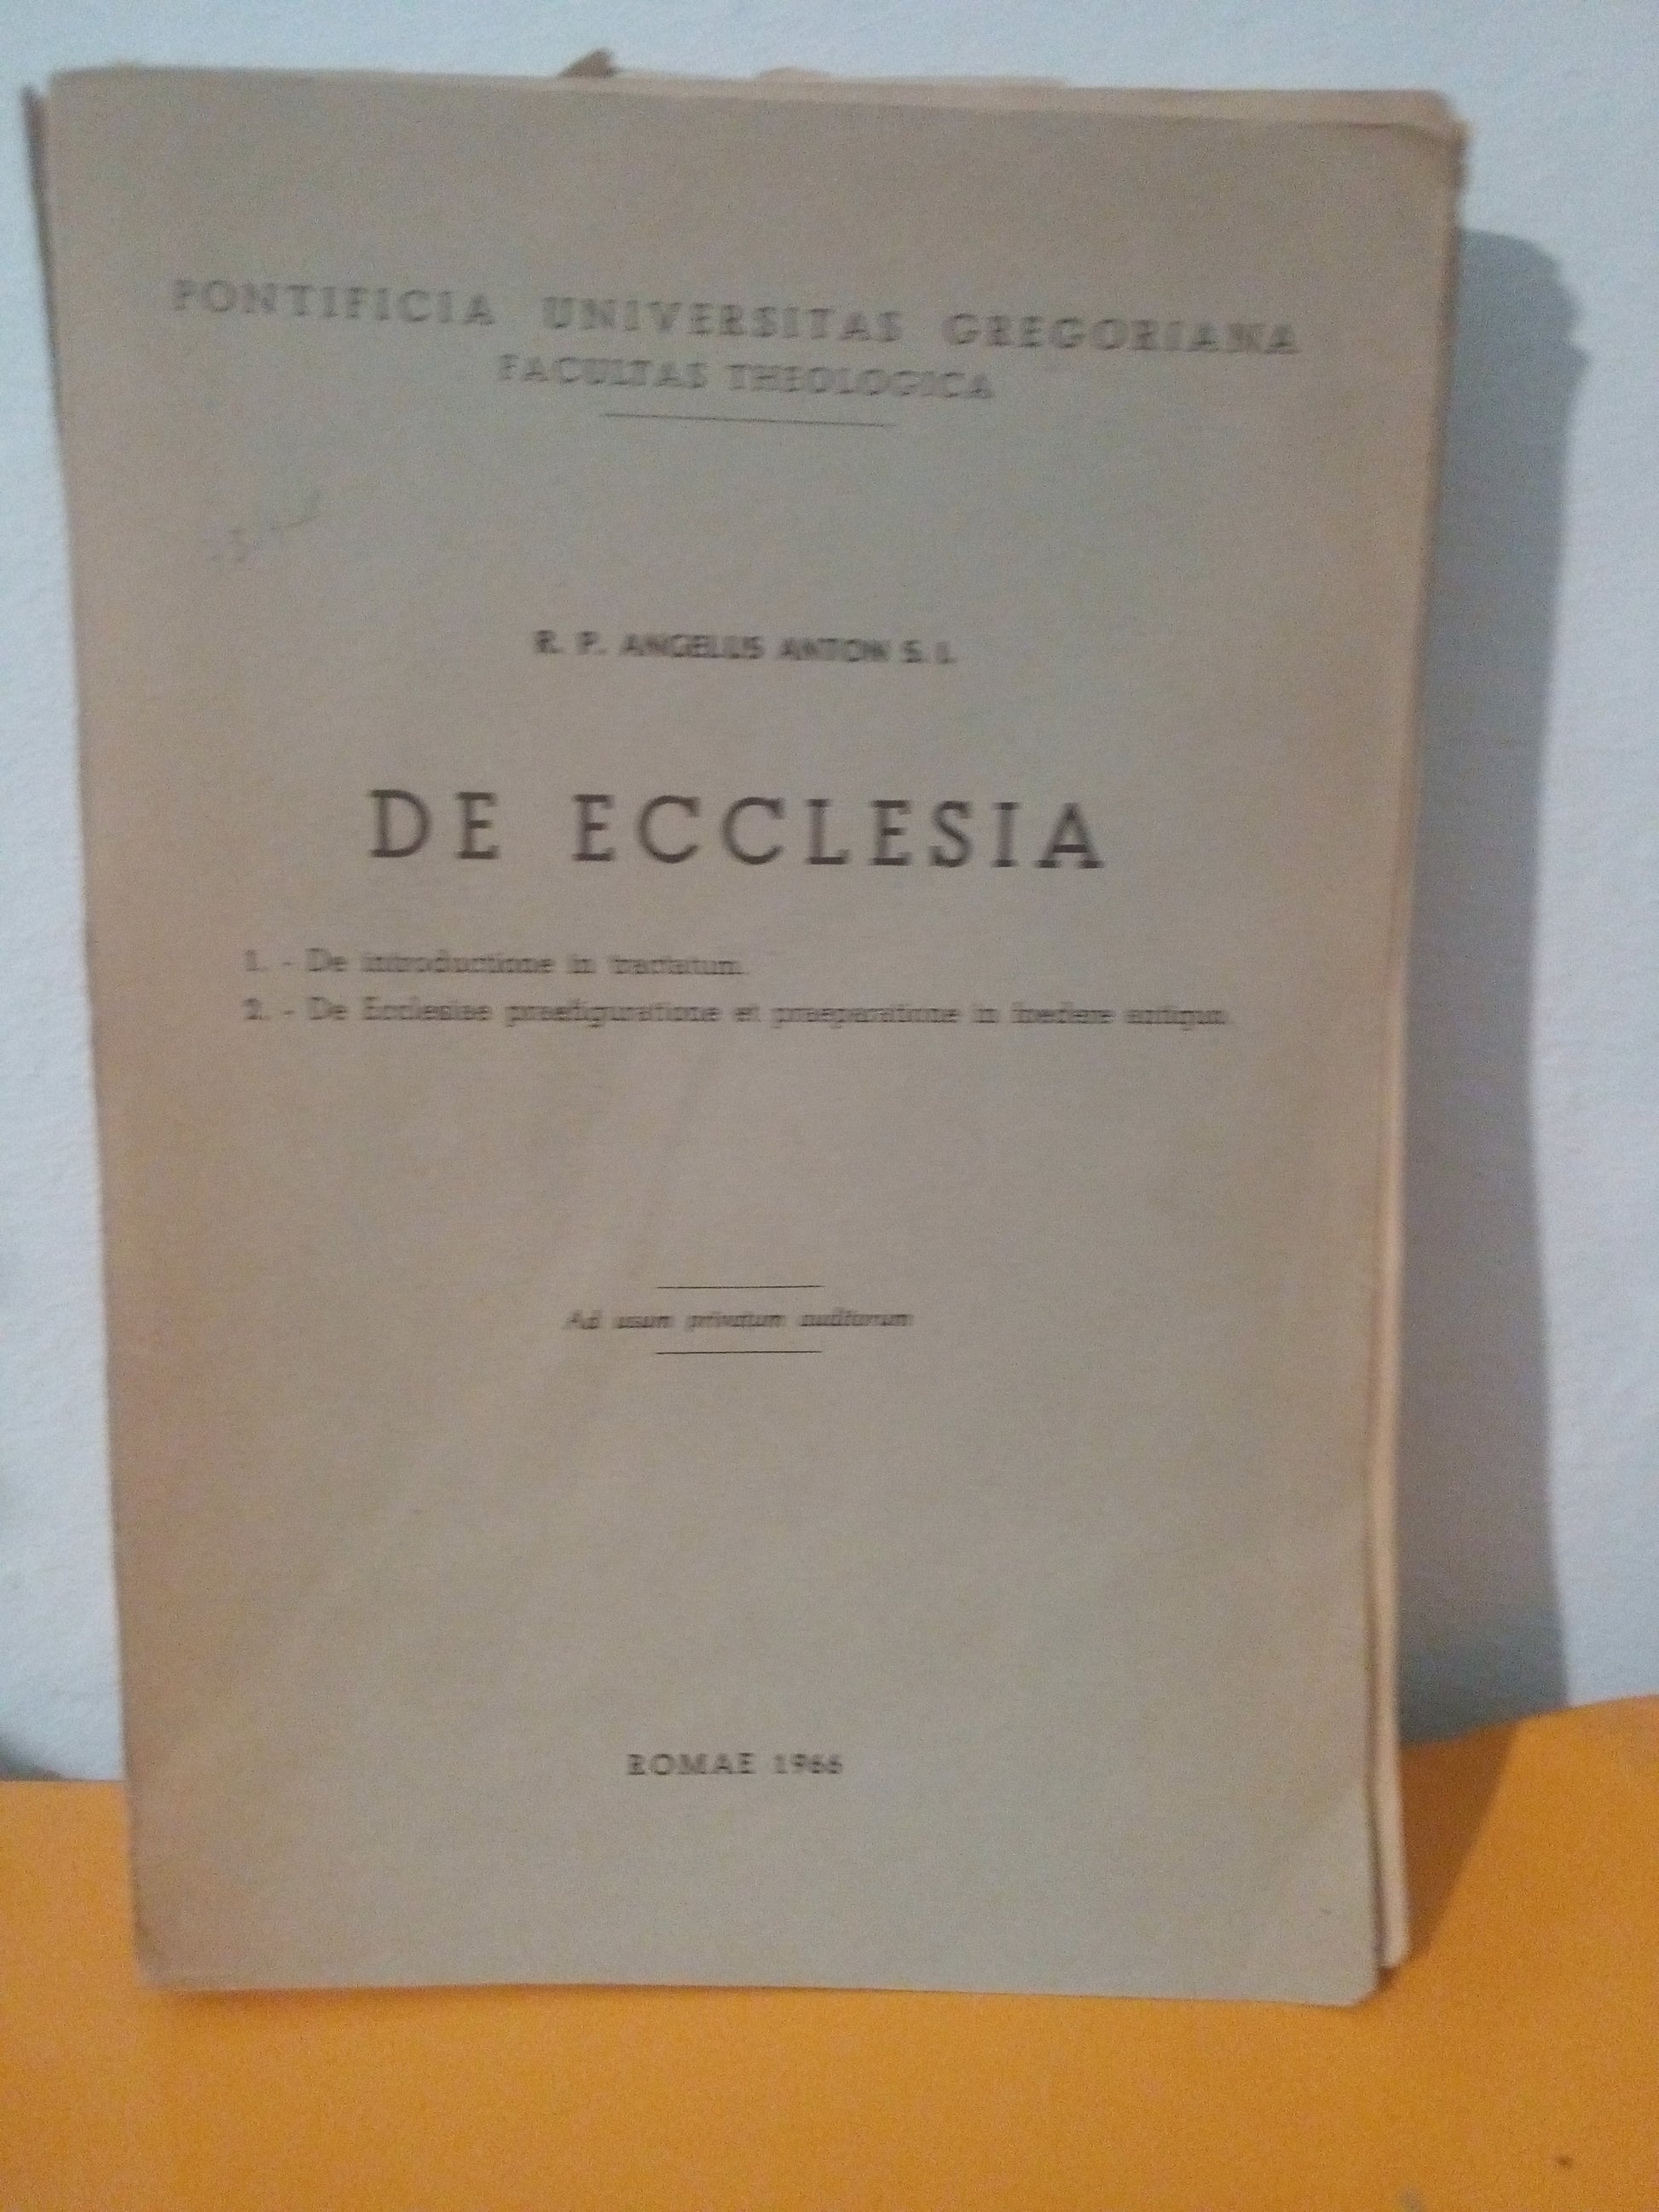 PONTIFICIA UNIVERSITAS GREGORIANA
FACULTAS THEOLOGICA
R. P. ANGELUS ANTON S. I.
DE ECCLESIA
1. - De introductione in tractatum.
2. - De Ecclesiae praefiguratione et praeparatione in foedere antiquo.
Ad usum privatum auditorum
ROMAE 1966